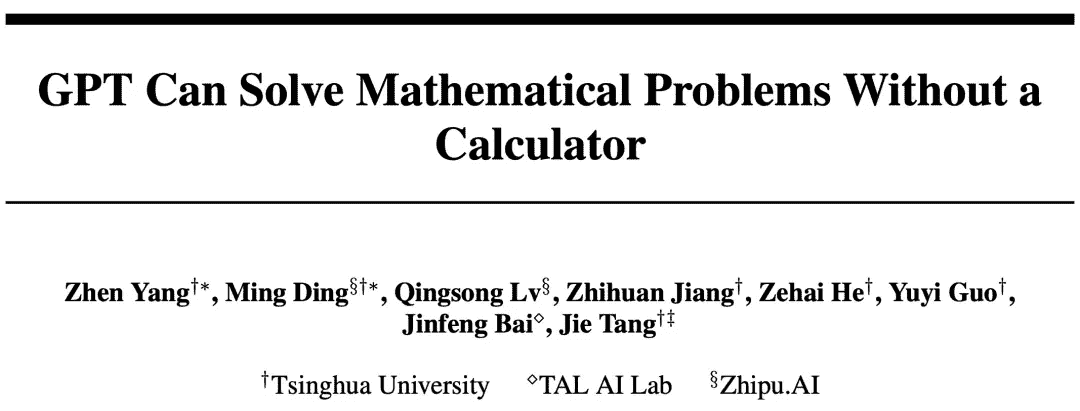 GPT Can Solve Mathematical Problems Without a
Calculator
Zhen Yang†*, Ming Ding§†*, Qingsong Lv§, Zhihuan Jiang†, Zehai He†, Yuyi Guo†,
Jinfeng Bai⋄, Jie Tang†‡
†Tsinghua University ⋄TAL AI Lab §Zhipu.AI